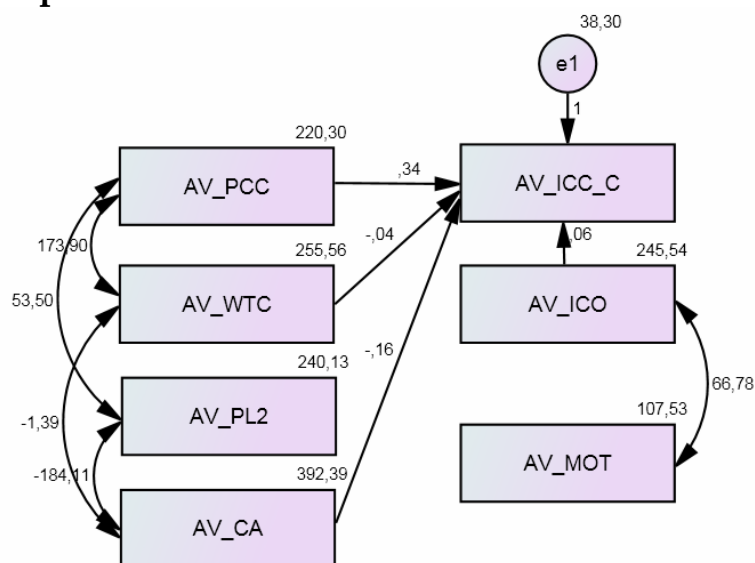 38,30
e1
1
220,30
AV_PCC
,34
AV_ICC_C
173,90
-,04
,06
255,56
245,54
53,50
AV_WTC
AV_ICO
-,16
240,13
66,78
AV_PL2
107,53
-1,39
AV_MOT
-184,11
392,39
AV_CA